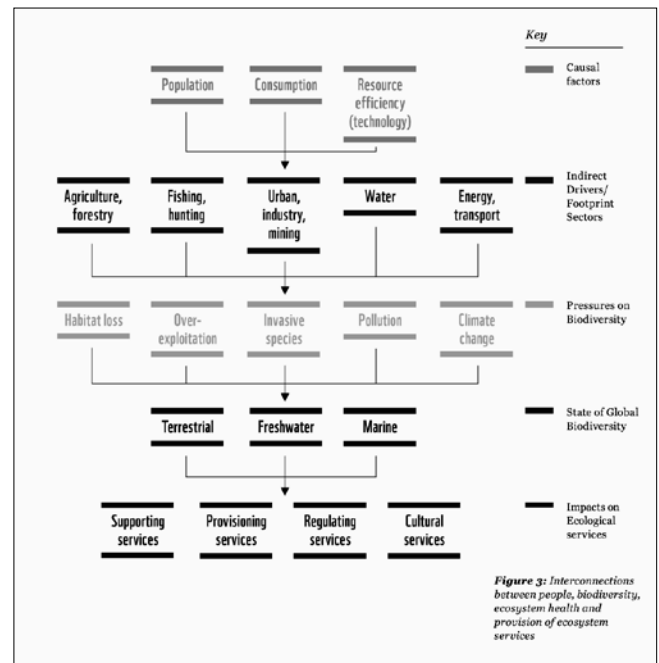 Key
Population
Consumption
Resource
efficiency
(technology)
Causal
factors
Agriculture,
forestry
Fishing,
hunting
Urban,
industry,
mining
Water
Energy,
transport
Indirect
Drivers/
Footprint
Sectors
Habitat loss
Over-
exploitation
Invasive
species
Pollution
Climate
change
Pressures on
Biodiversity
Terrestrial
Freshwater
Marine
State of Global
Biodiversity
Supporting
services
Provisioning
services
Regulating
services
Cultural
services
Impacts on
Ecological
services
Figure 3: Interconnections
between people, biodiversity,
ecosystem health and
provision of ecosystem
services